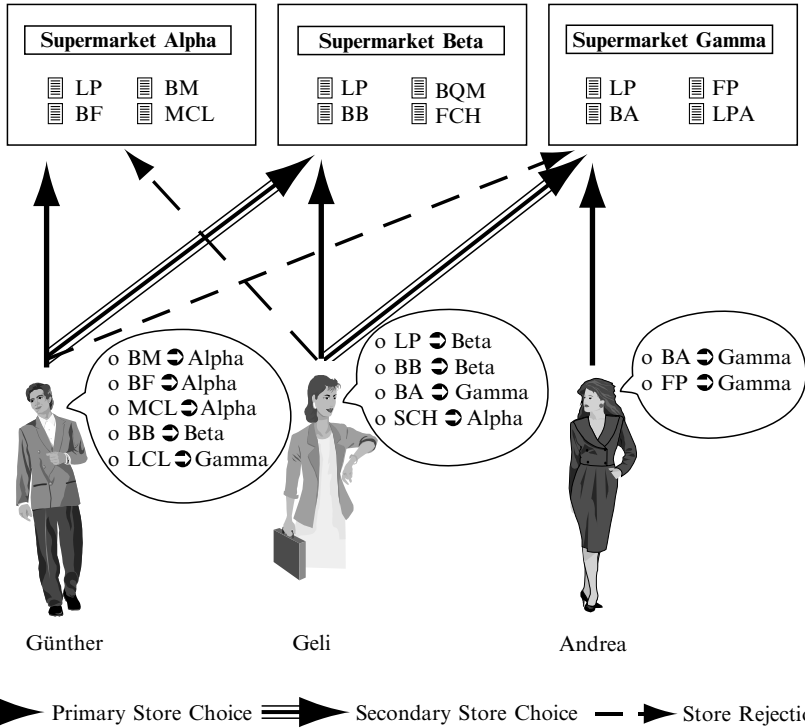 Supermarket Alpha
LP BM
BF MCL
Supermarket Beta
LP BQM
BB FCH
Supermarket Gamma
LP FP
BA LPA
o BM ➲ Alpha
o BF ➲ Alpha
o MCL ➲ Alpha
o BB ➲ Beta
o LCL ➲ Gamma
o LP ➲ Beta
o BB ➲ Beta
o BA ➲ Gamma
o SCH ➲ Alpha
o BA ➲ Gamma
o FP ➲ Gamma
Günther Geli Andrea
Primary Store Choice Secondary Store Choice Store Rejectio